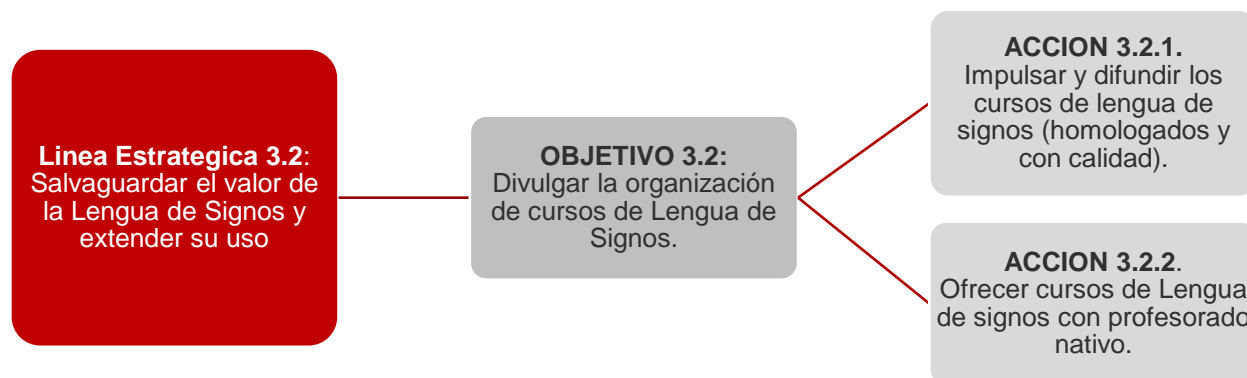 Linea Estrategica 3.2:
Salvaguardar el valor de
la Lengua de Signos y
extender su uso
OBJETIVO 3.2:
Divulgar la organización
de cursos de Lengua de
Signos.
ACCION 3.2.1.
Impulsar y difundir los
cursos de lengua de
signos (homologados y
con calidad).
ACCION 3.2.2.
Ofrecer cursos de Lengua
de signos con profesorado
nativo.